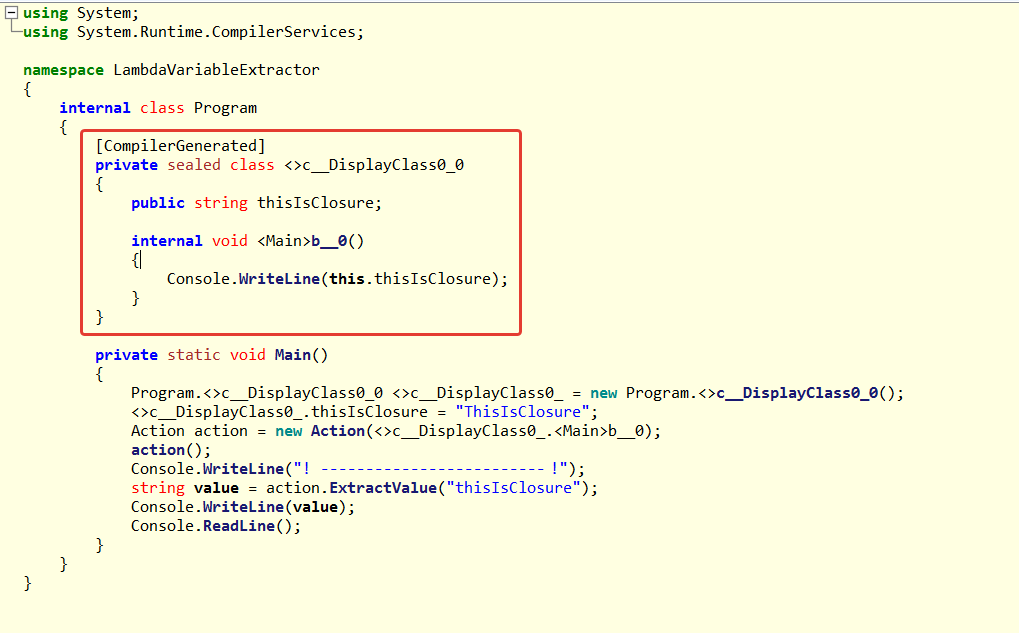 using System;
using System.Runtime.CompilerServices;
namespace LambdaVariableExtractor
{
internal class Program
{
[CompilerGenerated]
private sealed class <>c__DisplayClass0_0
{
public string thisIsClosure;
internal void <Main>b__0()
{
Console.WriteLine(this.thisIsClosure);
}
}
private static void Main()
{
Program.<>c__DisplayClass0_0 <>c__DisplayClass0_ = new Program.<>c__DisplayClass0_0();
<>c__DisplayClass0_.thisIsClosure = "ThisIsClosure";
Action action = new Action(<>c__DisplayClass0_.<Main>b__0);
action();
Console.WriteLine("! ------------------------- !");
string value = action.ExtractValue("thisIsClosure");
Console.WriteLine(value);
Console.ReadLine();
}
}
}